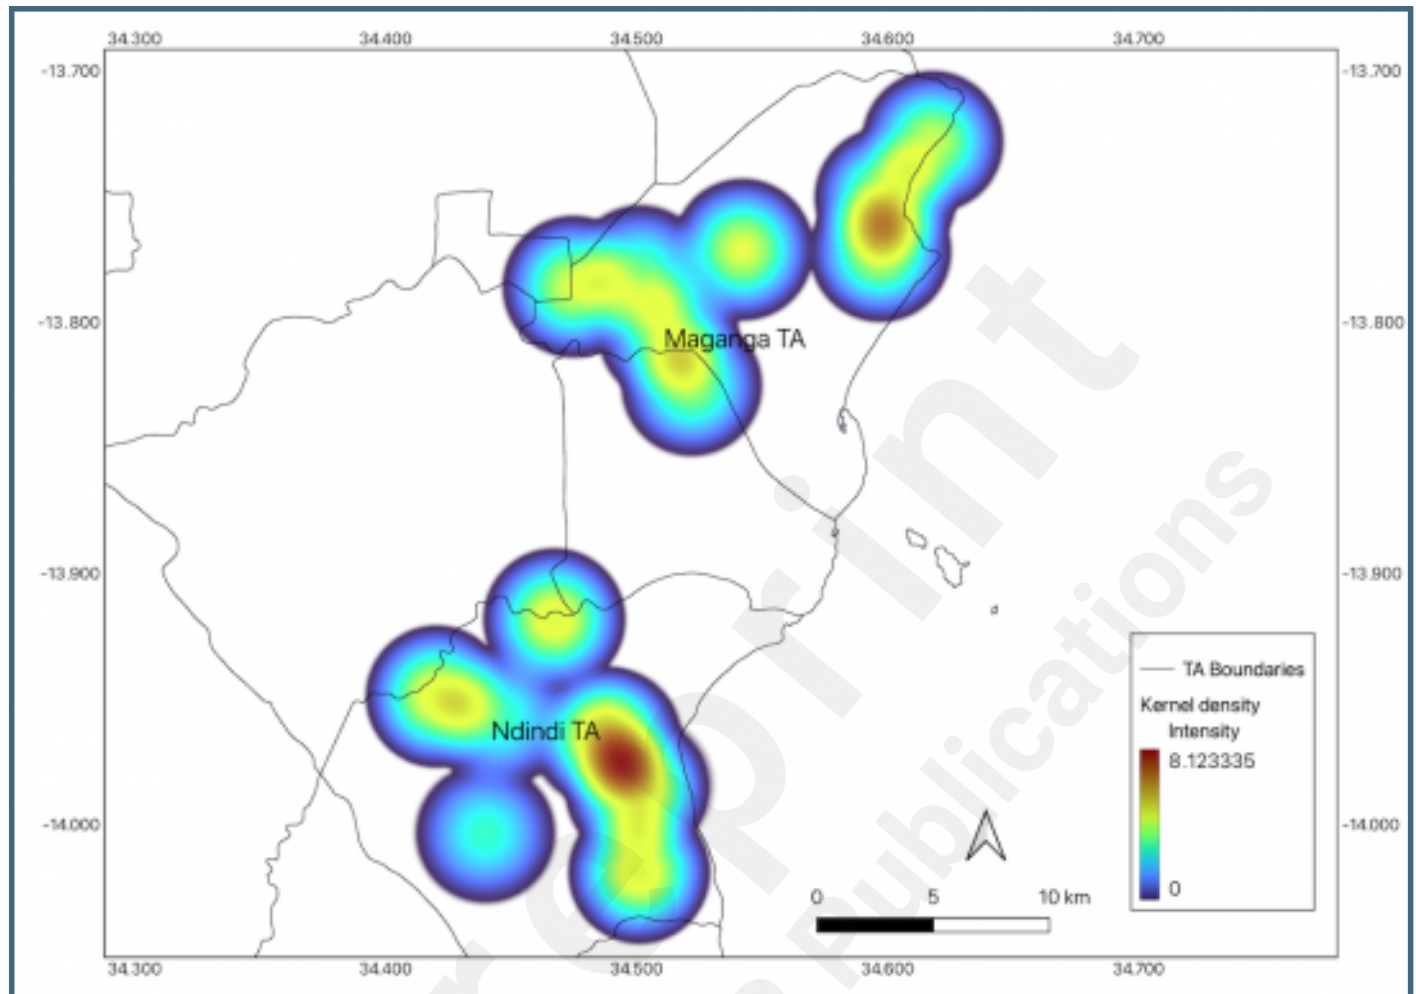 34.300 34.400 34.500 34.600 34.700
-13.700 -13.700
-13.800 -13.800
Maganga TA
-13.900 -13.900
TA Boundaries
Kernel density
Intensity
Ndindi TA
8.123335
-14.000 -14.000
0
0 5 10 km
34.300 34.400 34.500 34.600 34.700
reprint
Publications